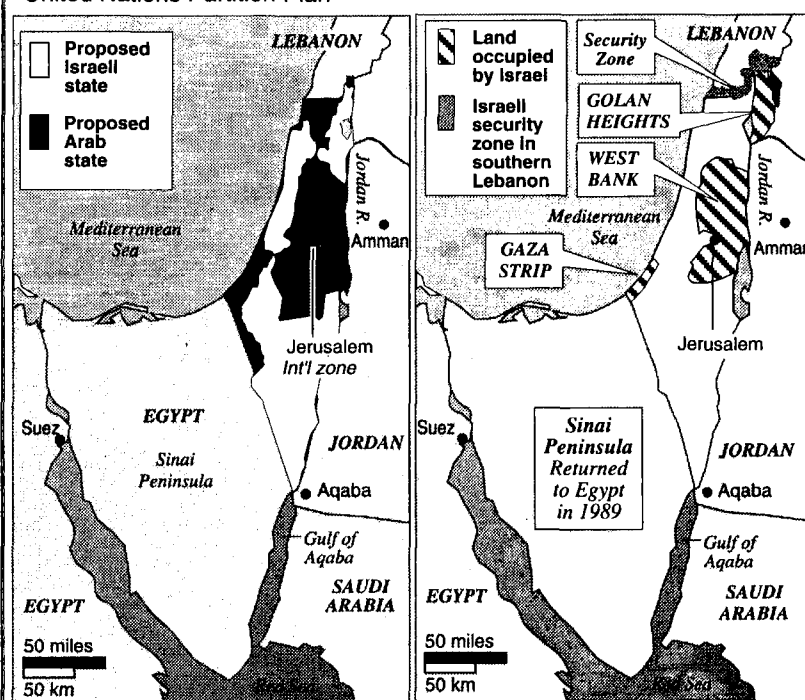 United Nations Partition Plan
Proposed
Israeli
state
Proposed
Arab
state
LEBANON
Mediterranean
Sea
Jordan R.
Amman
Jerusalem
Int'l zone
EGYPT
Sinai
Peninsula
Suez
JORDAN
Aqaba
Gulf of
Aqaba
SAUDI
ARABIA
EGYPT
50 miles
50 km
Red Sea
Land
occupied
by Israel
Israeli
security
zone in
southern
Lebanon
Security
Zone
LEBANON
GOLAN
HEIGHTS
WEST
BANK
Mediterranean
Sea
Jordan R.
Amman
GAZA
STRIP
Jerusalem
Suez
Sinai
Peninsula
Returned
to Egypt
in 1989
JORDAN
Aqaba
Gulf of
Aqaba
EGYPT
SAUDI
ARABIA
50 miles
50 km
Red Sea